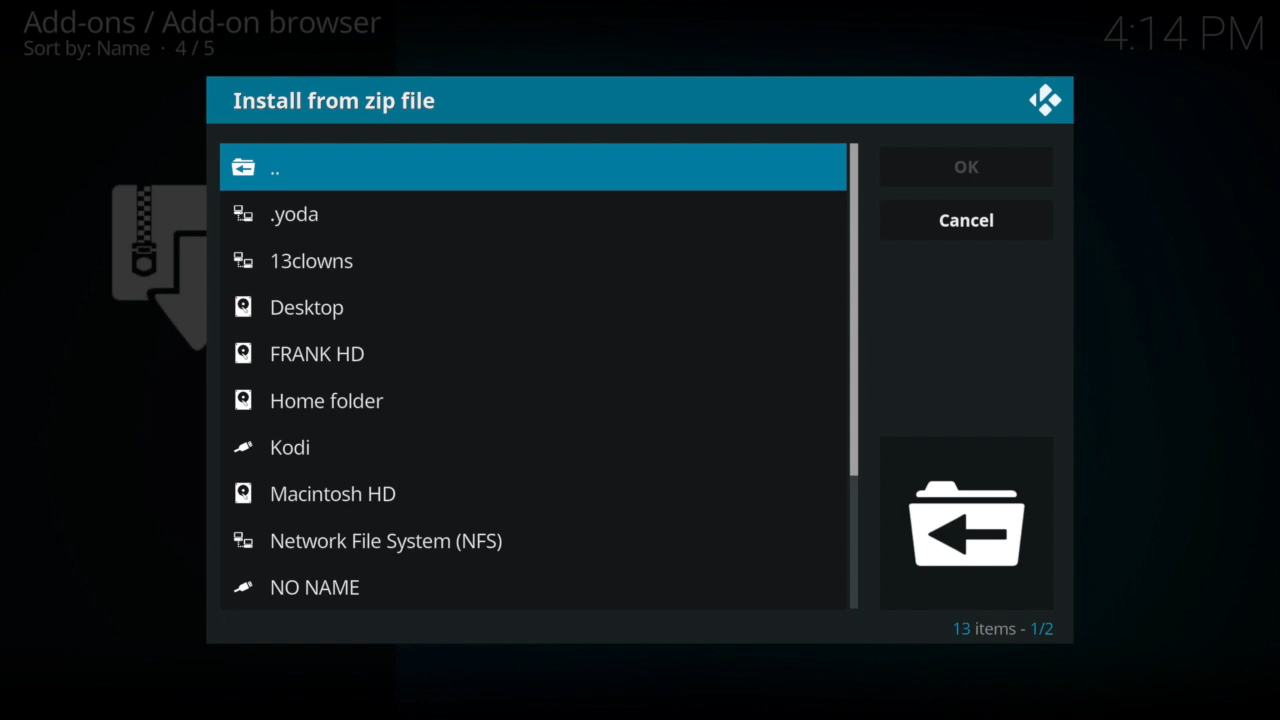 Add-ons / Add-on browser
Sort by: Name · 4 / 5
4:14 PM
Install from zip file
..
.yoda
13clowns
Desktop
FRANK HD
Home folder
Kodi
Macintosh HD
Network File System (NFS)
NO NAME
OK
Cancel
13 items - 1/2